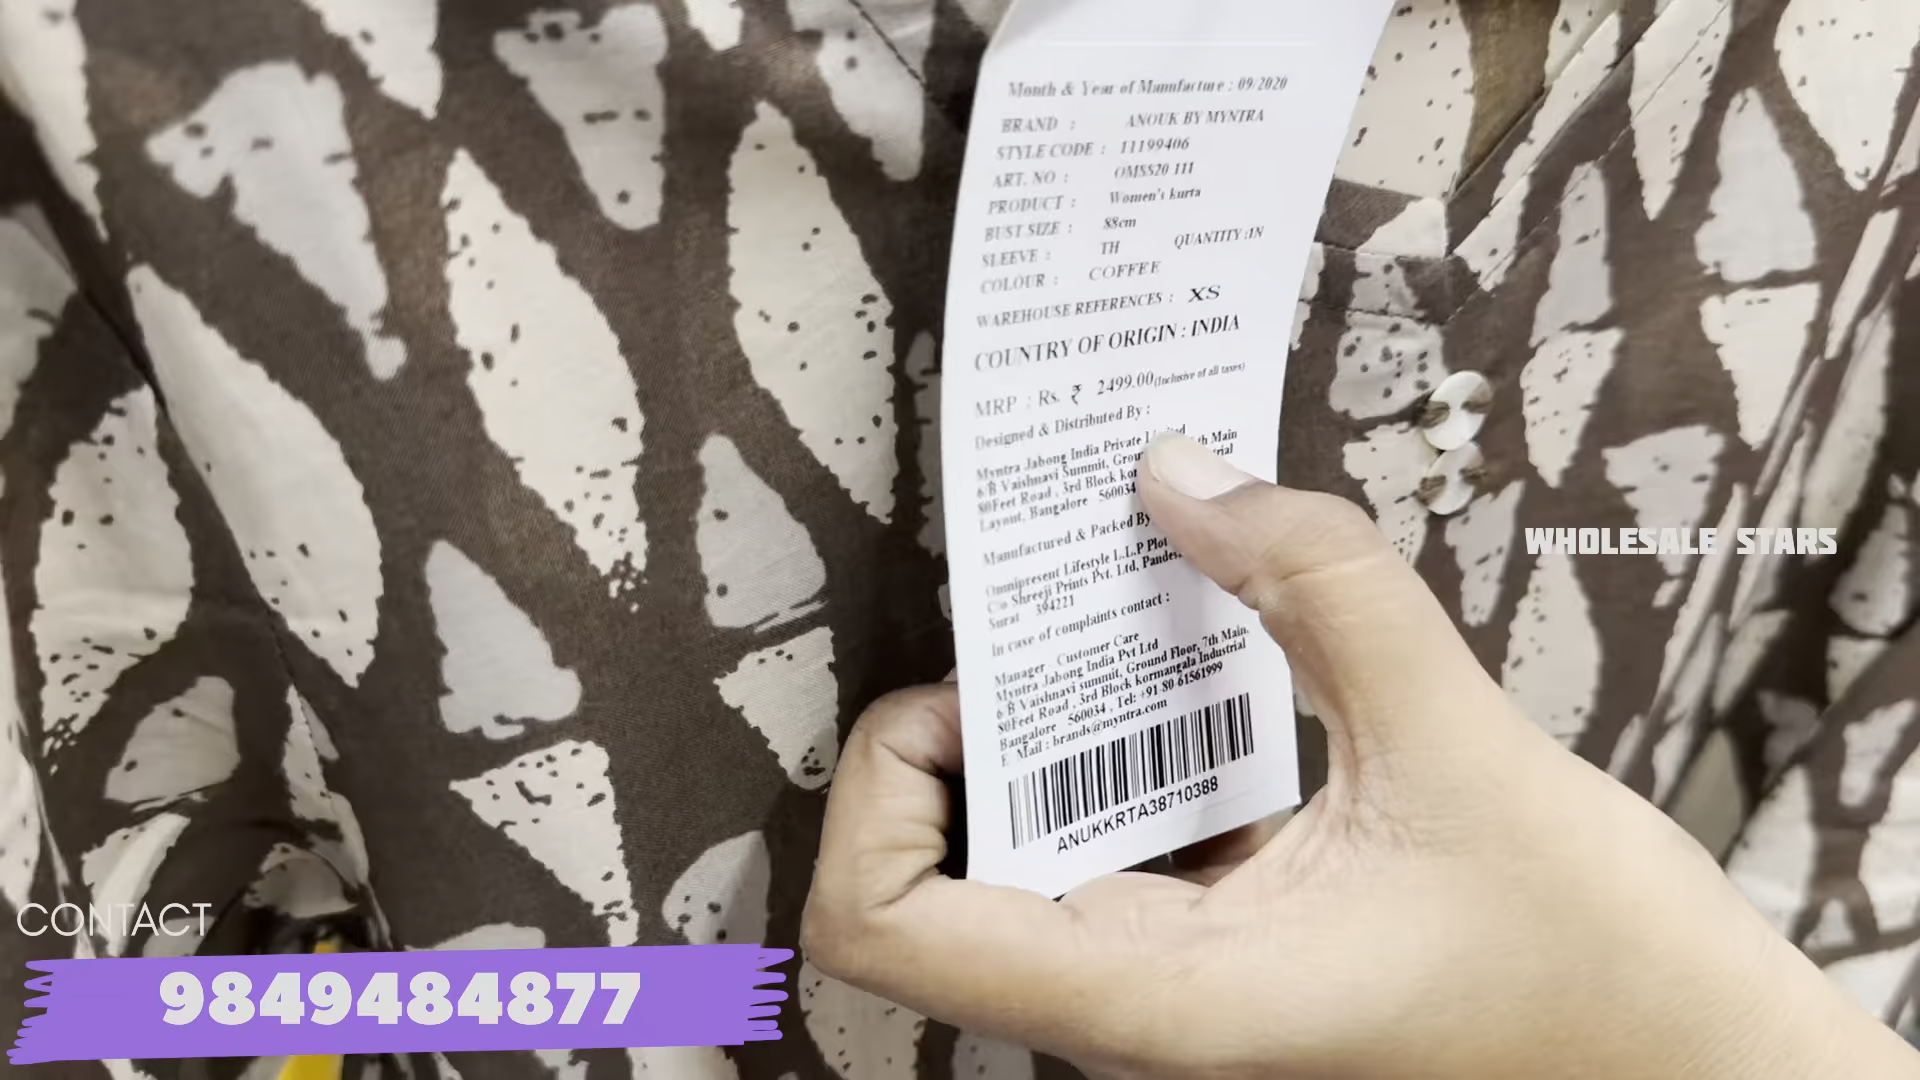 Month & Year of Manufacture : 09/2020
BRAND : ANOUK BY MYNTRA
STYLE CODE : 11199406
ART. NO : OMSS20 111
PRODUCT : Women's kurta
BUST SIZE : 88cm
SLEEVE : TH QUANTITY :1N
COLOUR : COFFEE
WAREHOUSE REFERENCES : XS
COUNTRY OF ORIGIN : INDIA
MRP : Rs. ₹ 2499.00 (Inclusive of all taxes)
Designed & Distributed By :
Myntra Jabong India Private
6/B Vaishnavi Summit, th Main
80Feet Road , 3rd Block
Layout, Bangalore 560034
Manufactured & Packed By
Omnipresent Lifestyle L.L.P Plot
C/o Shreeji Prints Pvt. Ltd,
Surat 394221
In case of complaints contact :
Manager Customer Care
Myntra Jabong India Pvt Ltd
6 B Vaishnavi summit, Ground Floor, 7th Main,
80Feet Road , 3rd Block kormangala Industrial
Bangalore 560034 , Tel: +91-80-61561999
E Mail : brands@myntra.com
ANUKKRTA38710388
WHOLESALE STARS
CONTACT
9849484877